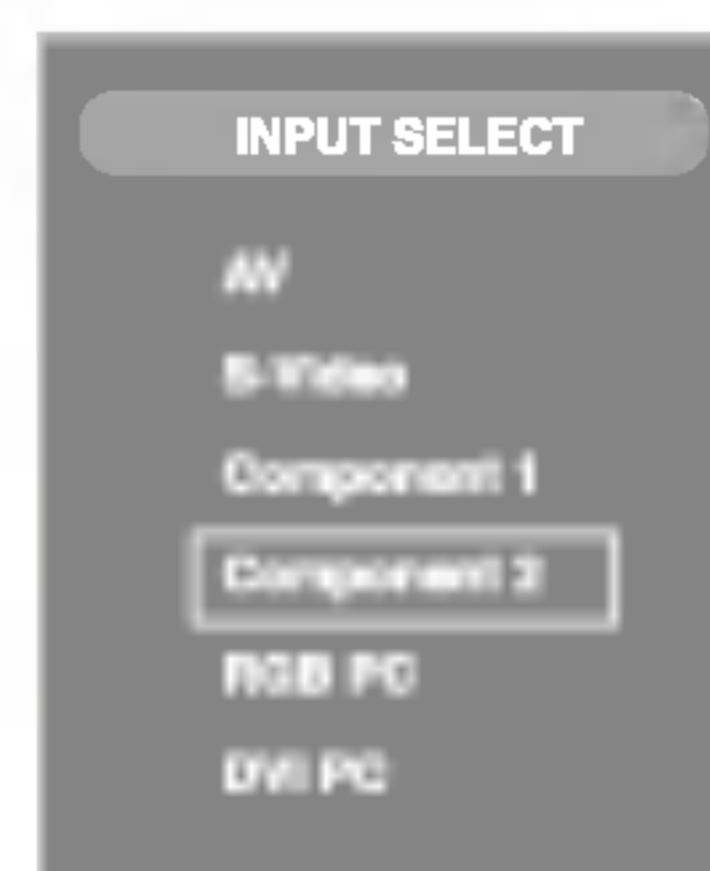 INPUT SELECT
AV
S-Video
Component 1
Component 2
RGB PC
DVI PC